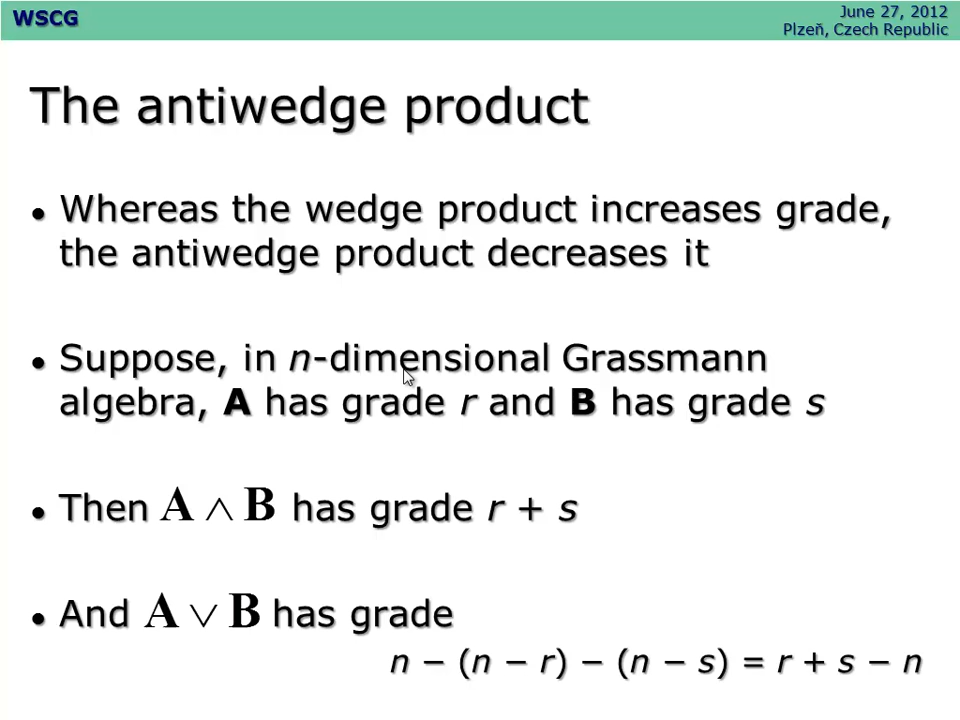 WSCG
June 27, 2012
Plzeň, Czech Republic
The antiwedge product
● Whereas the wedge product increases grade,
the antiwedge product decreases it
● Suppose, in n-dimensional Grassmann
algebra, A has grade r and B has grade s
● Then A ∧ B has grade r + s
● And A ∨ B has grade
n − (n − r) − (n − s) = r + s − n